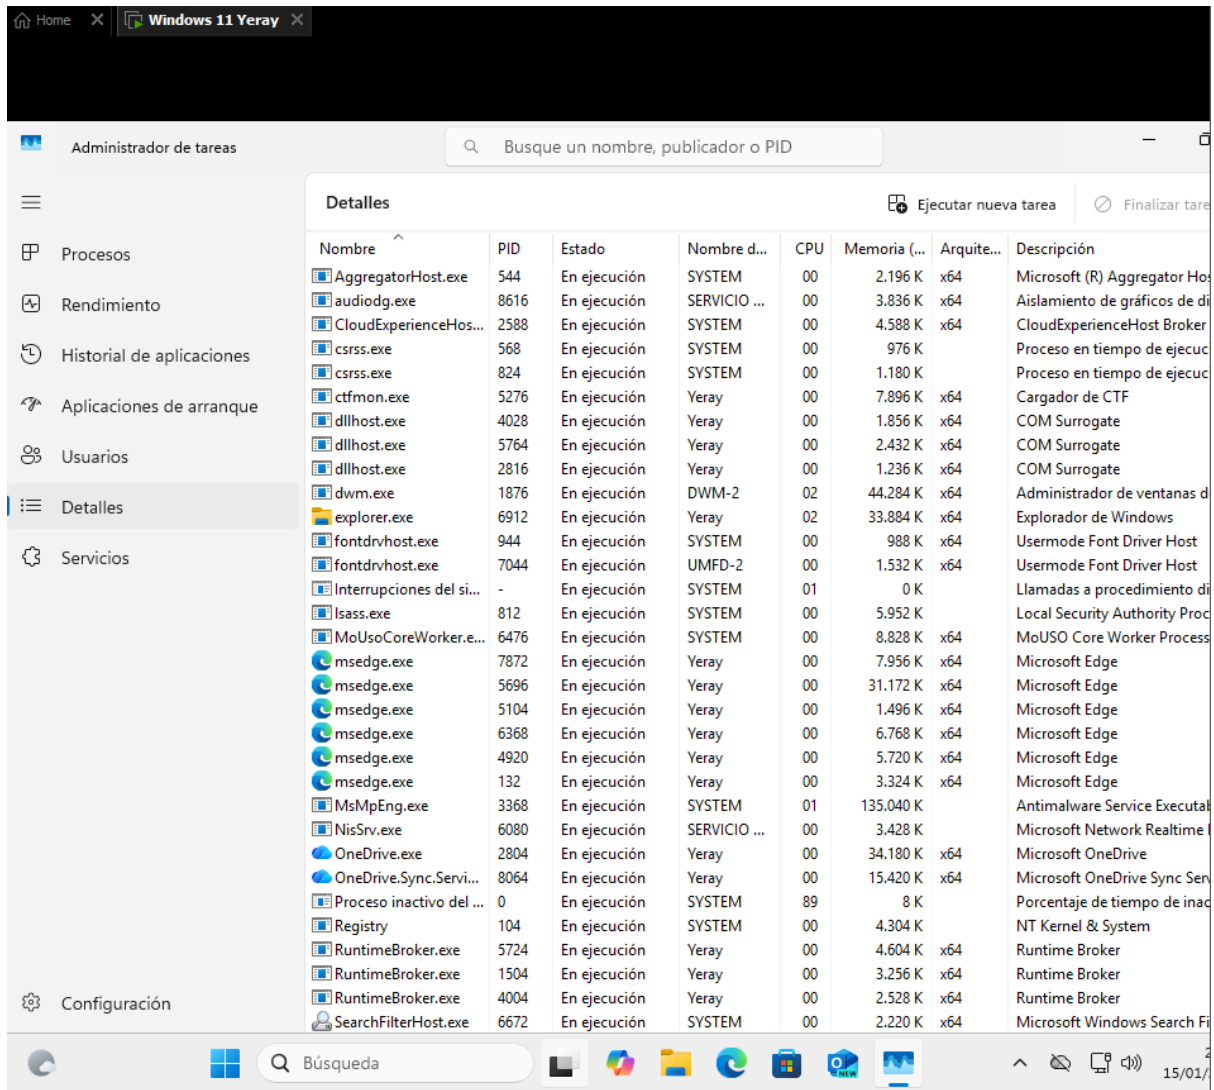 Home
Windows 11 Yeray
Administrador de tareas
Busque un nombre, publicador o PID
Detalles
Ejecutar nueva tarea
Finalizar tare
Procesos
Rendimiento
Historial de aplicaciones
Aplicaciones de arranque
Usuarios
Detalles
Servicios
Configuración
Nombre PID Estado Nombre d... CPU Memoria (... Arquite... Descripción
AggregatorHost.exe 544 En ejecución SYSTEM 00 2.196 K x64 Microsoft (R) Aggregator Hos
audiodg.exe 8616 En ejecución SERVICIO ... 00 3.836 K x64 Aislamiento de gráficos de di
CloudExperienceHos... 2588 En ejecución SYSTEM 00 4.588 K x64 CloudExperienceHost Broker
csrss.exe 568 En ejecución SYSTEM 00 976 K Proceso en tiempo de ejecuc
csrss.exe 824 En ejecución SYSTEM 00 1.180 K Proceso en tiempo de ejecuc
ctfmon.exe 5276 En ejecución Yeray 00 7.896 K x64 Cargador de CTF
dllhost.exe 4028 En ejecución Yeray 00 1.856 K x64 COM Surrogate
dllhost.exe 5764 En ejecución Yeray 00 2.432 K x64 COM Surrogate
dllhost.exe 2816 En ejecución Yeray 00 1.236 K x64 COM Surrogate
dwm.exe 1876 En ejecución DWM-2 02 44.284 K x64 Administrador de ventanas d
explorer.exe 6912 En ejecución Yeray 02 33.884 K x64 Explorador de Windows
fontdrvhost.exe 944 En ejecución SYSTEM 00 988 K x64 Usermode Font Driver Host
fontdrvhost.exe 7044 En ejecución UMFD-2 00 1.532 K x64 Usermode Font Driver Host
Interrupciones del si... - En ejecución SYSTEM 01 0 K Llamadas a procedimiento di
lsass.exe 812 En ejecución SYSTEM 00 5.952 K Local Security Authority Proc
MoUsoCoreWorker.e... 6476 En ejecución SYSTEM 00 8.828 K x64 MoUSO Core Worker Process
msedge.exe 7872 En ejecución Yeray 00 7.956 K x64 Microsoft Edge
msedge.exe 5696 En ejecución Yeray 00 31.172 K x64 Microsoft Edge
msedge.exe 5104 En ejecución Yeray 00 1.496 K x64 Microsoft Edge
msedge.exe 6368 En ejecución Yeray 00 6.768 K x64 Microsoft Edge
msedge.exe 4920 En ejecución Yeray 00 5.720 K x64 Microsoft Edge
msedge.exe 132 En ejecución Yeray 00 3.324 K x64 Microsoft Edge
MsMpEng.exe 3368 En ejecución SYSTEM 01 135.040 K Antimalware Service Executab
NisSrv.exe 6080 En ejecución SERVICIO ... 00 3.428 K Microsoft Network Realtime
OneDrive.exe 2804 En ejecución Yeray 00 34.180 K x64 Microsoft OneDrive
OneDrive.Sync.Servi... 8064 En ejecución Yeray 00 15.420 K x64 Microsoft OneDrive Sync Serv
Proceso inactivo del ... 0 En ejecución SYSTEM 89 8 K Porcentaje de tiempo de inac
Registry 104 En ejecución SYSTEM 00 4.304 K NT Kernel & System
RuntimeBroker.exe 5724 En ejecución Yeray 00 4.604 K x64 Runtime Broker
RuntimeBroker.exe 1504 En ejecución Yeray 00 3.256 K x64 Runtime Broker
RuntimeBroker.exe 4004 En ejecución Yeray 00 2.528 K x64 Runtime Broker
SearchFilterHost.exe 6672 En ejecución SYSTEM 00 2.220 K x64 Microsoft Windows Search Fi
Búsqueda
NEW
15/01/